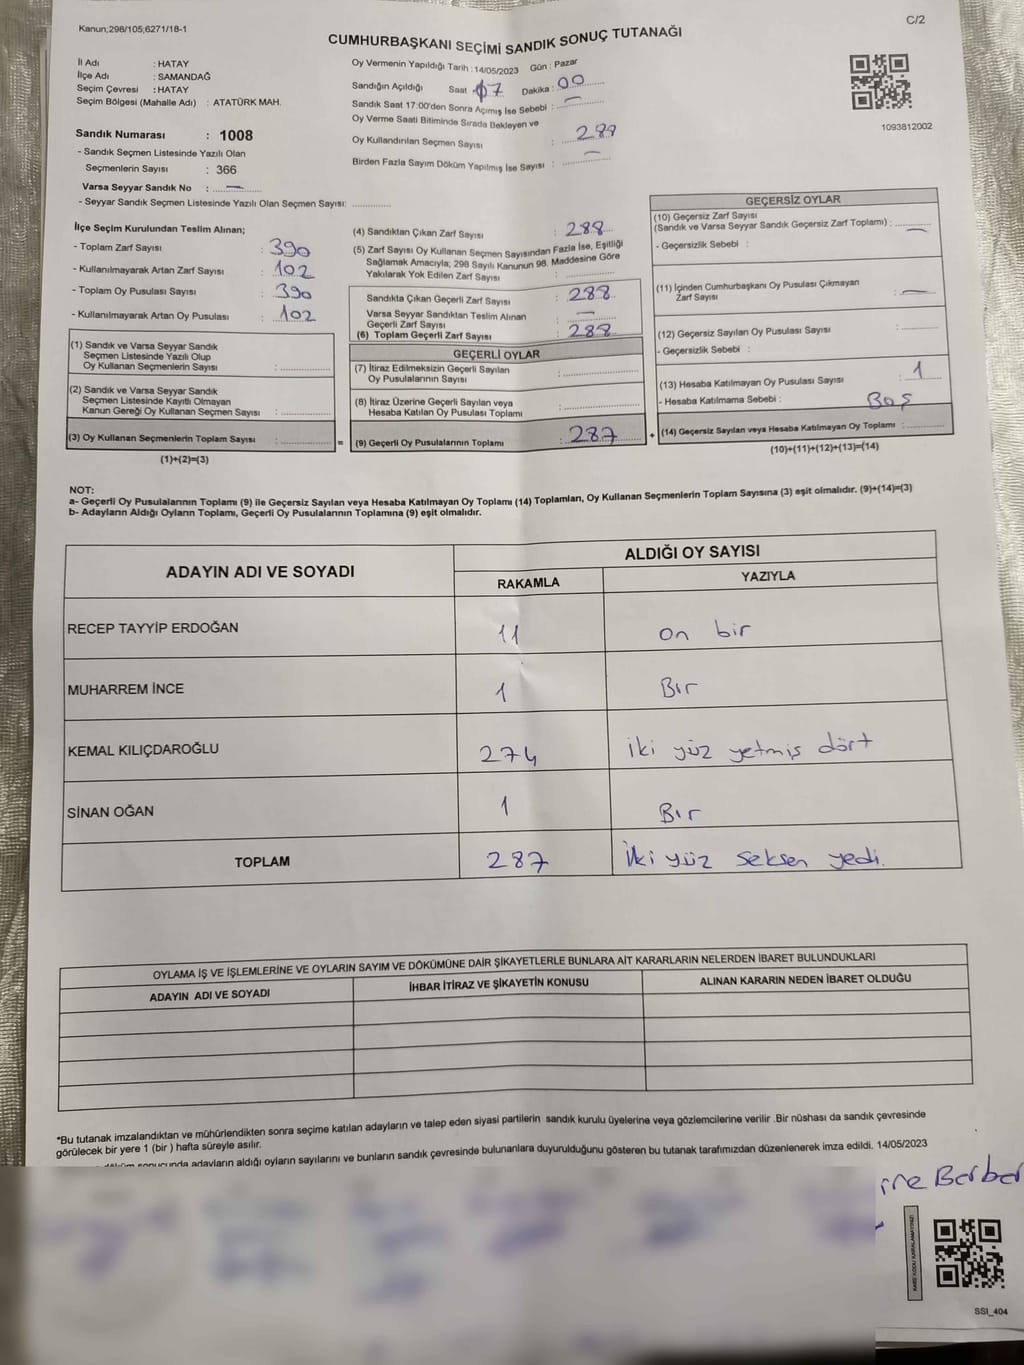 Kanun;298/105;6271/18-1
C/2
CUMHURBAŞKANI SEÇİMİ SANDIK SONUÇ TUTANAĞI
İl Adı : HATAY
İlçe Adı : SAMANDAĞ
Seçim Çevresi : HATAY
Seçim Bölgesi (Mahalle Adı) : ATATÜRK MAH.
Sandık Numarası : 1008
- Sandık Seçmen Listesinde Yazılı Olan
Seçmenlerin Sayısı : 366
Varsa Seyyar Sandık No : —
- Seyyar Sandık Seçmen Listesinde Yazılı Olan Seçmen Sayısı: ..............
Oy Vermenin Yapıldığı Tarih : 14/05/2023 Gün : Pazar
Sandığın Açıldığı Saat : 07 Dakika : 00
Sandık Saat 17:00'den Sonra Açımış İse Sebebi : —
Oy Verme Saati Bitiminde Sırada Bekleyen ve
Oy Kullandırılan Seçmen Sayısı : 289
Birden Fazla Sayım Döküm Yapılmış İse Sayısı : —
1093812002
İlçe Seçim Kurulundan Teslim Alınan;
- Toplam Zarf Sayısı : 390
- Kullanılmayarak Artan Zarf Sayısı : 102
- Toplam Oy Pusulası Sayısı : 390
- Kullanılmayarak Artan Oy Pusulası : 102
(1) Sandık ve Varsa Seyyar Sandık
Seçmen Listesinde Yazılı Olup
Oy Kullanan Seçmenlerin Sayısı : ..............
(2) Sandık ve Varsa Seyyar Sandık
Seçmen Listesinde Kayıtlı Olmayan
Kanun Gereği Oy Kullanan Seçmen Sayısı : ..............
(3) Oy Kullanan Seçmenlerin Toplam Sayısı : .............. =
(1)+(2)=(3)
(4) Sandıktan Çıkan Zarf Sayısı : 288
(5) Zarf Sayısı Oy Kullanan Seçmen Sayısından Fazla İse, Eşitliği
Sağlamak Amacıyla, 298 Sayılı Kanunun 98. Maddesine Göre
Yakılarak Yok Edilen Zarf Sayısı : ..............
Sandıkta Çıkan Geçerli Zarf Sayısı : 288
Varsa Seyyar Sandıktan Teslim Alınan
Geçerli Zarf Sayısı : —
(6) Toplam Geçerli Zarf Sayısı : 288
GEÇERLİ OYLAR
(7) İtiraz Edilmeksizin Geçerli Sayılan
Oy Pusulalarının Sayısı : ..............
(8) İtiraz Üzerine Geçerli Sayılan veya
Hesaba Katılan Oy Pusulası Toplamı : ..............
(9) Geçerli Oy Pusulalarının Toplamı : 287 +
GEÇERSİZ OYLAR
(10) Geçersiz Zarf Sayısı
(Sandık ve Varsa Seyyar Sandık Geçersiz Zarf Toplamı) : —
- Geçersizlik Sebebi :
(11) İçinden Cumhurbaşkanı Oy Pusulası Çıkmayan
Zarf Sayısı : —
(12) Geçersiz Sayılan Oy Pusulası Sayısı : ..............
- Geçersizlik Sebebi :
(13) Hesaba Katılmayan Oy Pusulası Sayısı : 1
- Hesaba Katılmama Sebebi : Boş
(14) Geçersiz Sayılan veya Hesaba Katılmayan Oy Toplamı : ..............
(10)+(11)+(12)+(13)=(14)
NOT:
a- Geçerli Oy Pusulalarının Toplamı (9) ile Geçersiz Sayılan veya Hesaba Katılmayan Oy Toplamı (14) Toplamları, Oy Kullanan Seçmenlerin Toplam Sayısına (3) eşit olmalıdır. (9)+(14)=(3)
b- Adayların Aldığı Oyların Toplamı, Geçerli Oy Pusulalarının Toplamına (9) eşit olmalıdır.
ADAYIN ADI VE SOYADI
ALDIĞI OY SAYISI
RAKAMLA YAZIYLA
RECEP TAYYİP ERDOĞAN 11 on bir
MUHARREM İNCE 1 Bir
KEMAL KILIÇDAROĞLU 274 iki yüz yetmiş dört
SİNAN OĞAN 1 Bir
TOPLAM 287 İki yüz seksen yedi.
OYLAMA İŞ VE İŞLEMLERİNE VE OYLARIN SAYIM VE DÖKÜMÜNE DAİR ŞİKAYETLERLE BUNLARA AİT KARARLARIN NELERDEN İBARET BULUNDUKLARI
ADAYIN ADI VE SOYADI İHBAR İTİRAZ VE ŞİKAYETİN KONUSU ALINAN KARARIN NEDEN İBARET OLDUĞU
*Bu tutanak imzalandıktan ve mühürlendikten sonra seçime katılan adayların ve talep eden siyasi partilerin sandık kurulu üyelerine veya gözlemcilerine verilir .Bir nüshası da sandık çevresinde
görülecek bir yere 1 (bir ) hafta süreyle asılır.
sonucunda adayların aldığı oyların sayılarını ve bunların sandık çevresinde bulunanlara duyurulduğunu gösteren bu tutanak tarafımızdan düzenlenerek imza edildi. 14/05/2023
Berber
KARE KODU KARALAMAYINIZ!
SSI_404